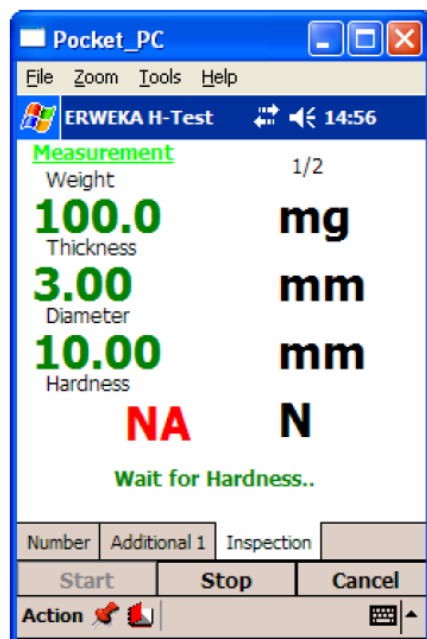 Pocket_PC
File Zoom Tools Help
ERWEKA H-Test 14:56
Measurement
1/2
Weight
100.0 mg
Thickness
3.00 mm
Diameter
10.00 mm
Hardness
NA N
Wait for Hardness..
Number Additional 1 Inspection
Start Stop Cancel
Action